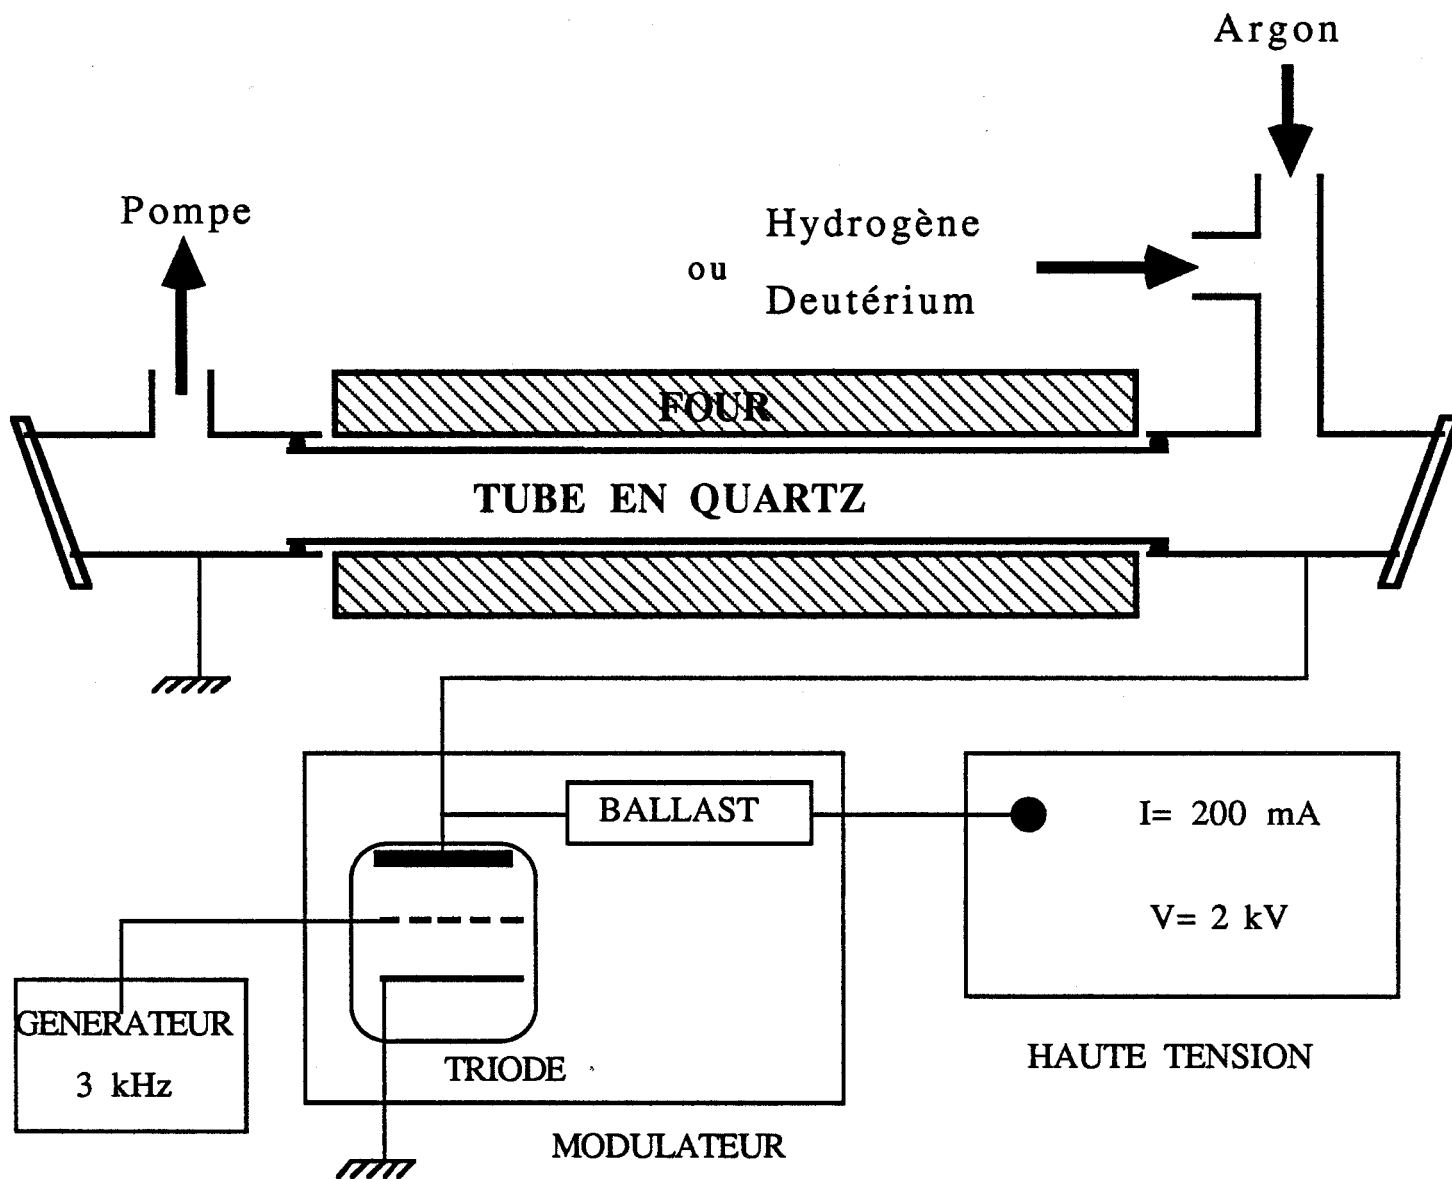 Argon
Pompe
Hydrogène
ou
Deutérium
FOUR
TUBE EN QUARTZ
BALLAST
I= 200 mA
V= 2 kV
GENERATEUR
3 kHz
TRIODE
HAUTE TENSION
MODULATEUR